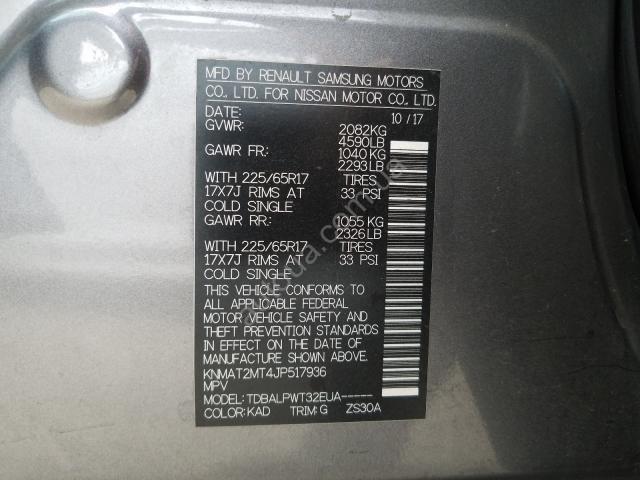 MFD BY RENAULT SAMSUNG MOTORS
CO., LTD. FOR NISSAN MOTOR CO., LTD.
DATE: 10/17
GVWR: 2082KG
4590LB
GAWR FR: 1040 KG
2293LB
WITH 225/65R17 TIRES
17X7J RIMS AT 33 PSI
COLD SINGLE
GAWR RR: 1055 KG
2326LB
WITH 225/65R17 TIRES
17X7J RIMS AT 33 PSI
COLD SINGLE
THIS VEHICLE CONFORMS TO
ALL APPLICABLE FEDERAL
MOTOR VEHICLE SAFETY AND
THEFT PREVENTION STANDARDS
IN EFFECT ON THE DATE OF
MANUFACTURE SHOWN ABOVE.
KNMAT2MT4JP517936
MPV
MODEL: TDBALPWT32EUA-----
COLOR: KAD TRIM: G ZS30A